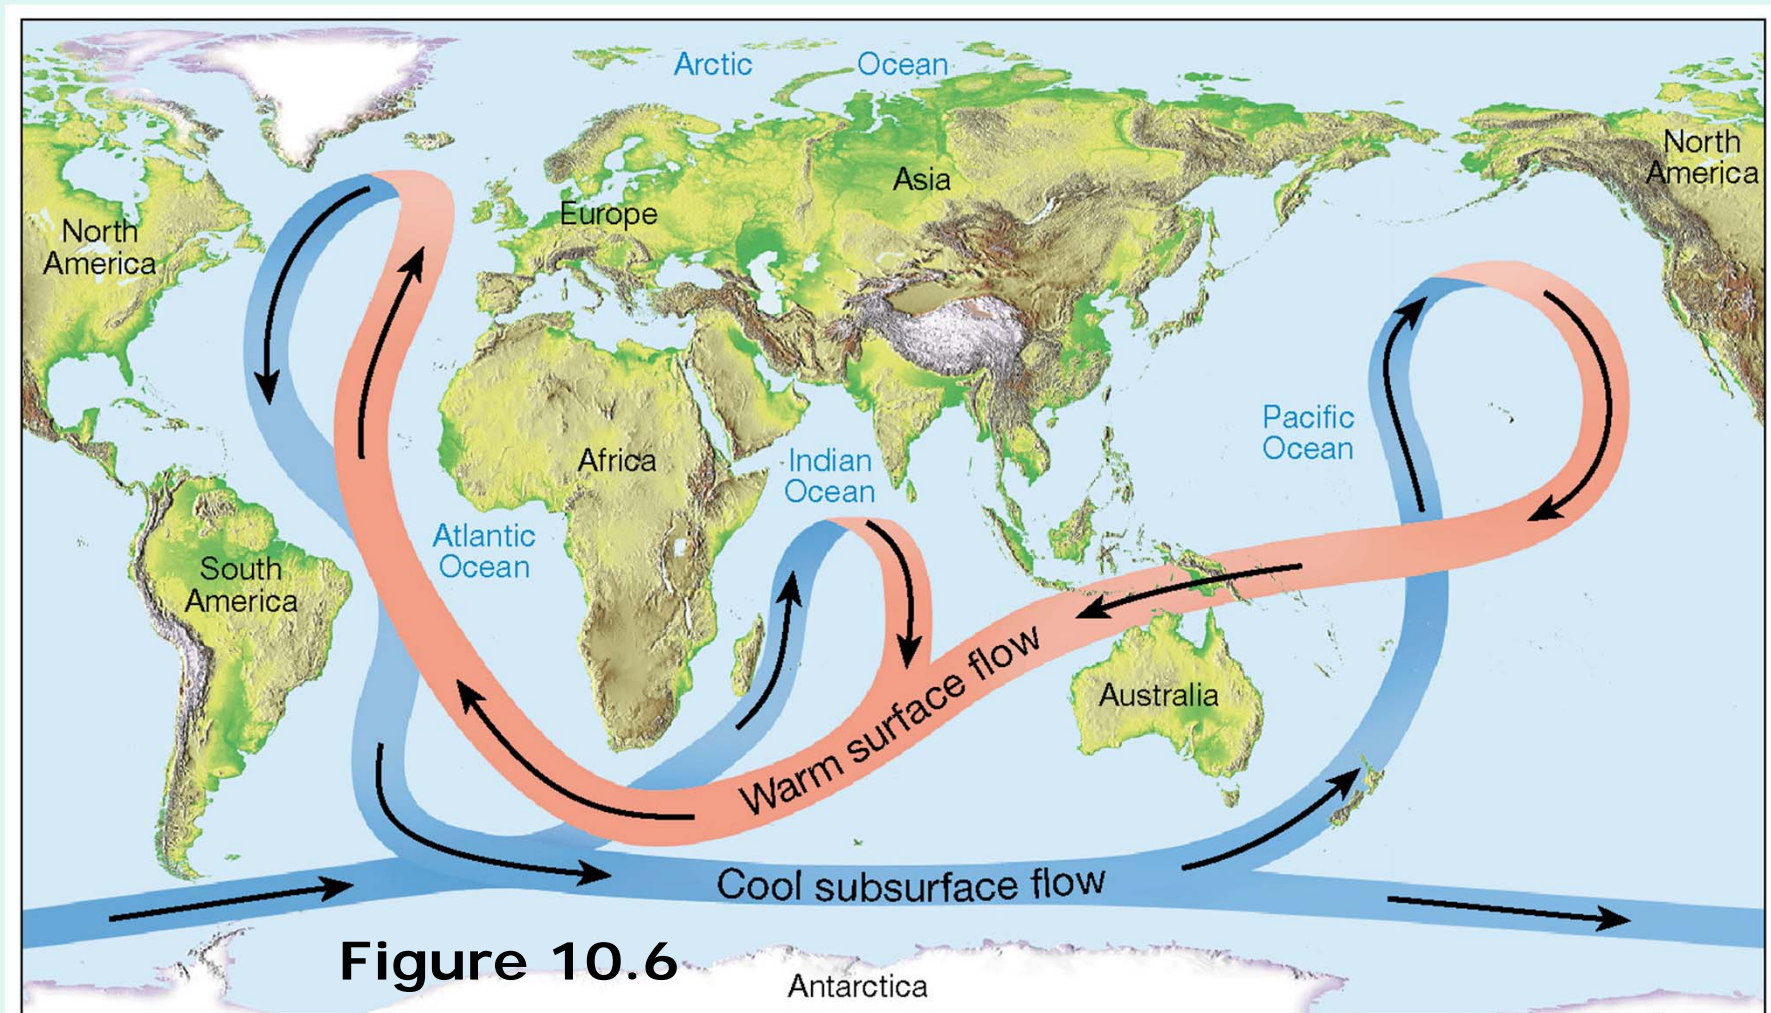 Arctic Ocean
North
America
Asia
Europe
North
America
Pacific
Ocean
Africa
Indian
Ocean
Atlantic
Ocean
South
America
Warm surface flow
Australia
Cool subsurface flow
Figure 10.6
Antarctica